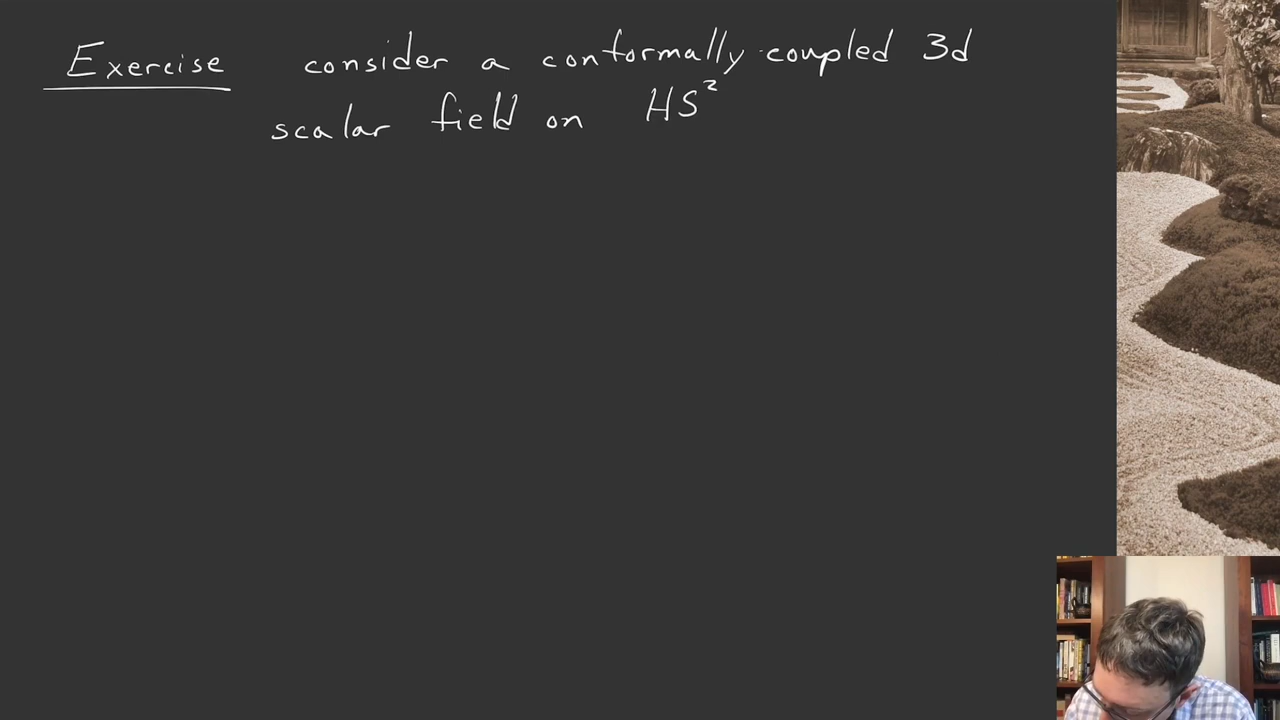 Exercise consider a conformally-coupled 3d
scalar field on HS²